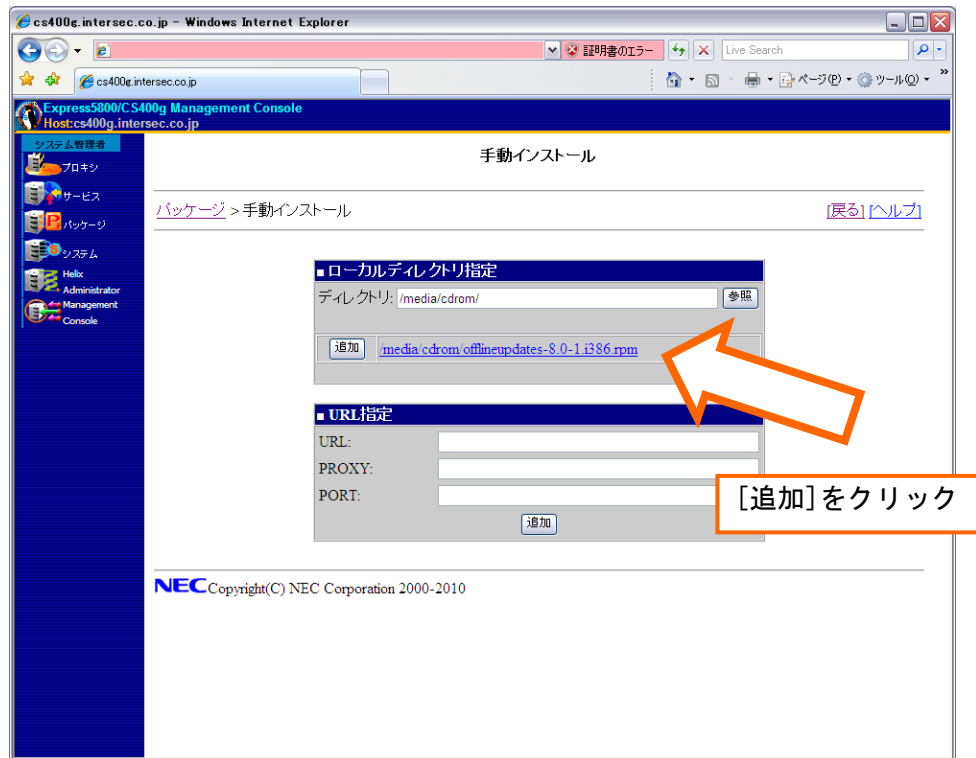 cs400g.intersec.co.jp - Windows Internet Explorer
証明書のエラー
Live Search
cs400g.intersec.co.jp
ページ(P)
ツール(O)
»
Express5800/CS400g Management Console
Host:cs400g.intersec.co.jp
システム管理者
プロキシ
サービス
パッケージ
システム
Helix
Administrator
Management
Console
手動インストール
パッケージ > 手動インストール
[戻る] [ヘルプ]
■ローカルディレクトリ指定
ディレクトリ: /media/cdrom/ 参照
追加 /media/cdrom/offlineupdates-8.0-1.i386.rpm
■URL指定
URL:
PROXY:
PORT:
追加
[追加]をクリック
NEC Copyright(C) NEC Corporation 2000-2010